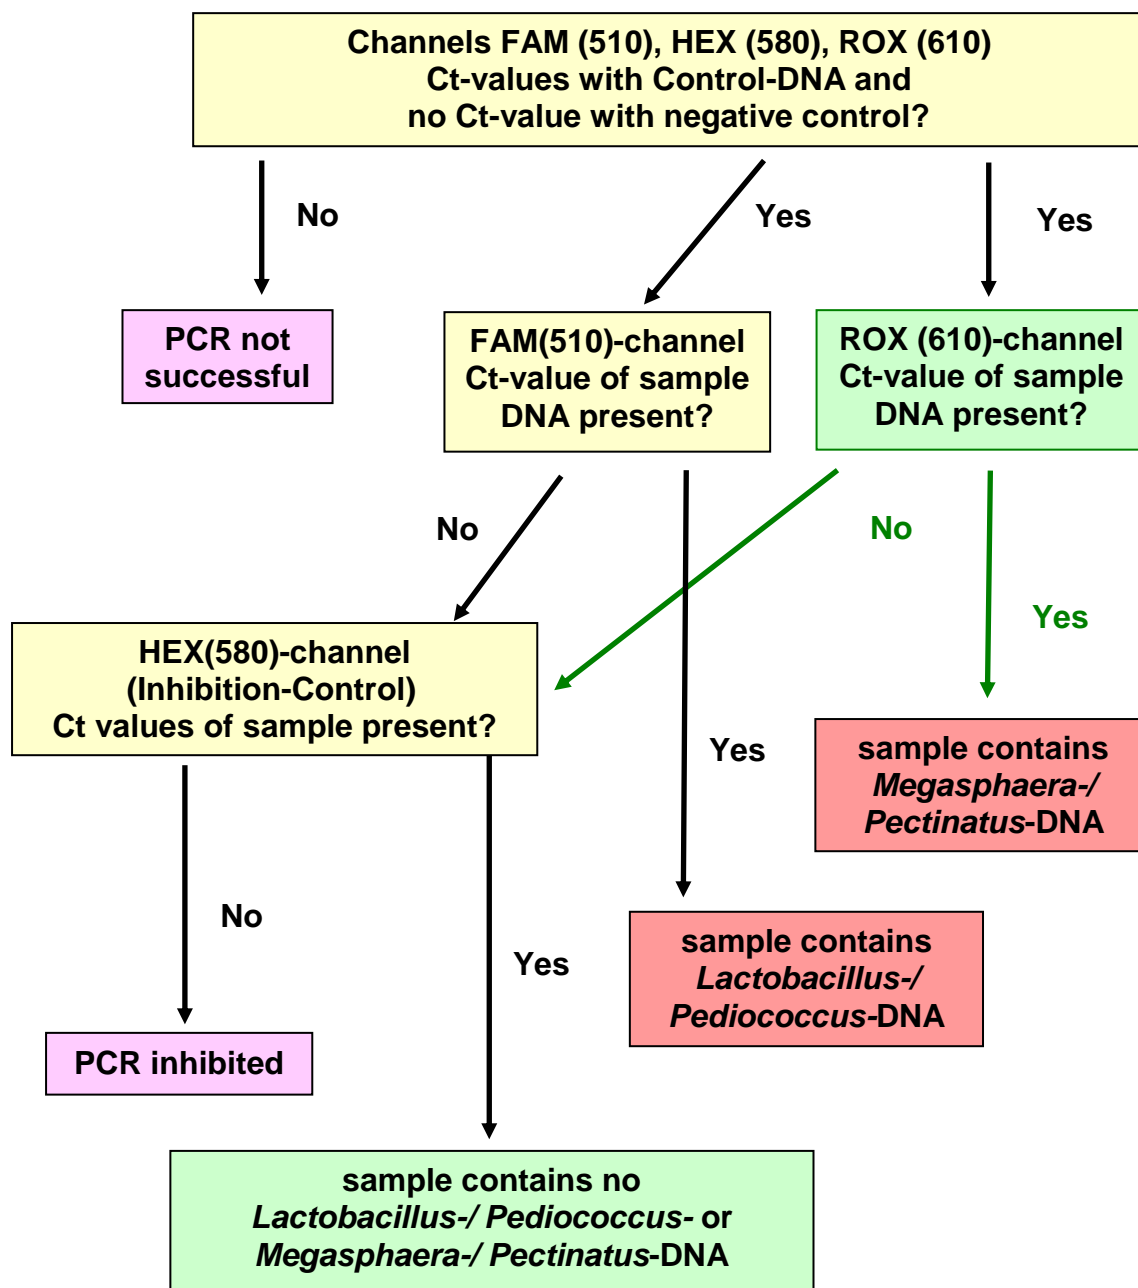 Channels FAM (510), HEX (580), ROX (610)
Ct-values with Control-DNA and
no Ct-value with negative control?
No
Yes
Yes
PCR not
successful
FAM(510)-channel
Ct-value of sample
DNA present?
ROX (610)-channel
Ct-value of sample
DNA present?
No
No
Yes
HEX(580)-channel
(Inhibition-Control)
Ct values of sample present?
Yes
sample contains
Megasphaera-/
Pectinatus-DNA
No
Yes
sample contains
Lactobacillus-/
Pediococcus-DNA
PCR inhibited
sample contains no
Lactobacillus-/ Pediococcus- or
Megasphaera-/ Pectinatus-DNA